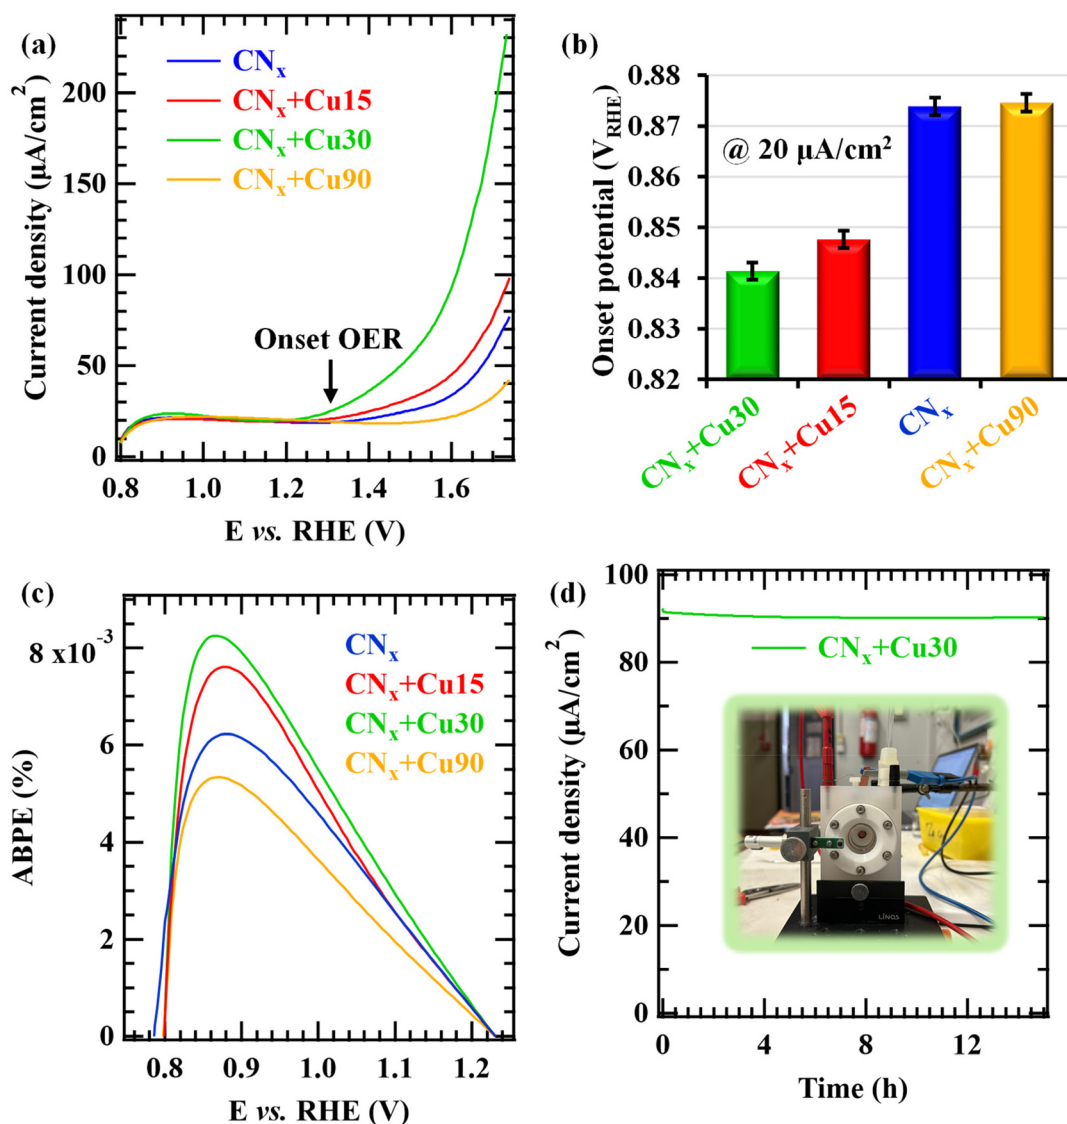 (a)
CNₓ
CNₓ+Cu15
CNₓ+Cu30
CNₓ+Cu90
Onset OER
Current density (µA/cm²)
200
150
100
50
0
0.8 1.0 1.2 1.4 1.6
E vs. RHE (V)
(b)
@ 20 µA/cm²
Onset potential (V_RHE)
0.88
0.87
0.86
0.85
0.84
0.83
0.82
CNₓ+Cu30
CNₓ+Cu15
CNₓ
CNₓ+Cu90
(c)
CNₓ
CNₓ+Cu15
CNₓ+Cu30
CNₓ+Cu90
ABPE (%)
8 x10⁻³
6
4
2
0
0.8 0.9 1.0 1.1 1.2
E vs. RHE (V)
(d)
CNₓ+Cu30
Current density (µA/cm²)
100
80
60
40
20
0
LINOS
0 4 8 12
Time (h)